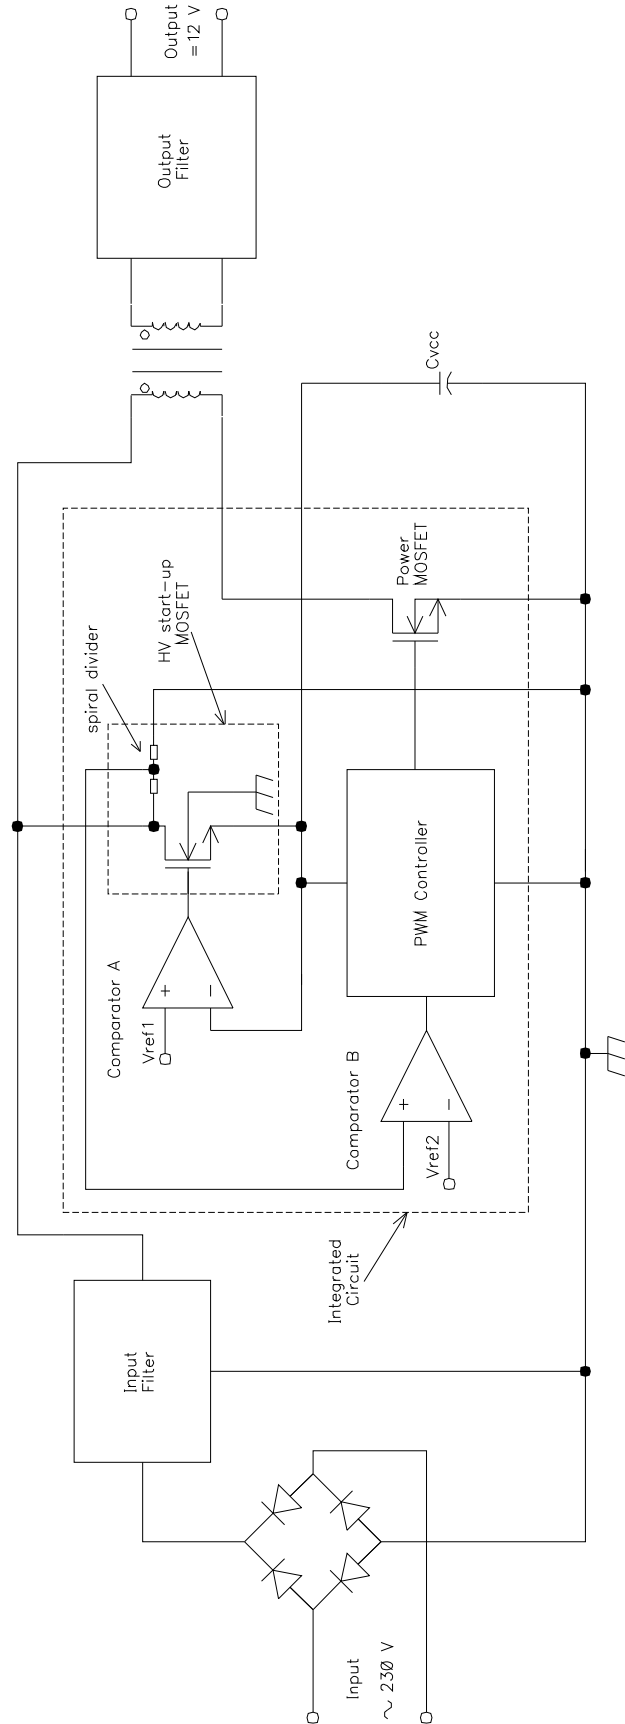 Input
~ 230 V
Input
Filter
Integrated
Circuit
Comparator A
Vref1
+
−
Comparator B
Vref2
+
−
PWM Controller
spiral divider
HV start-up
MOSFET
Power
MOSFET
Cvcc
Output
Filter
Output
=12 V